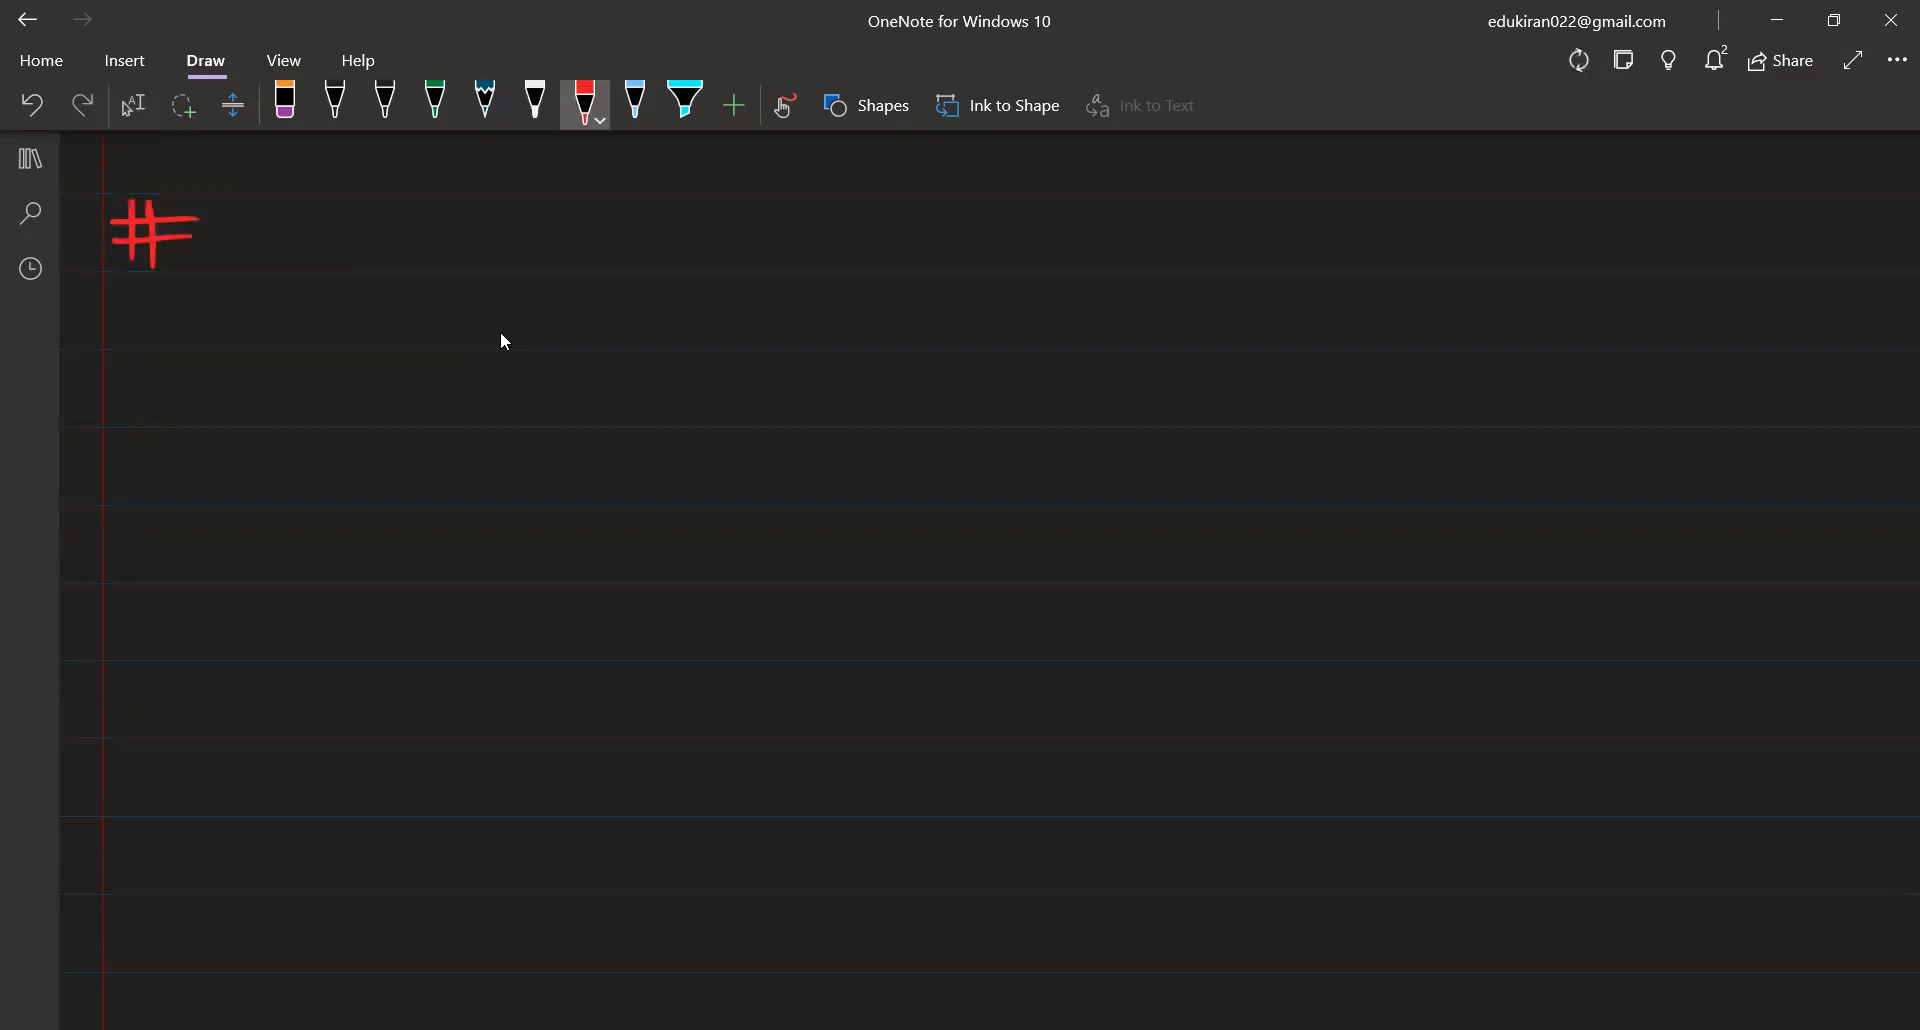 OneNote for Windows 10
edukiran022@gmail.com
Home Insert Draw View Help
2
Share
Shapes
Ink to Shape
Ink to Text
#